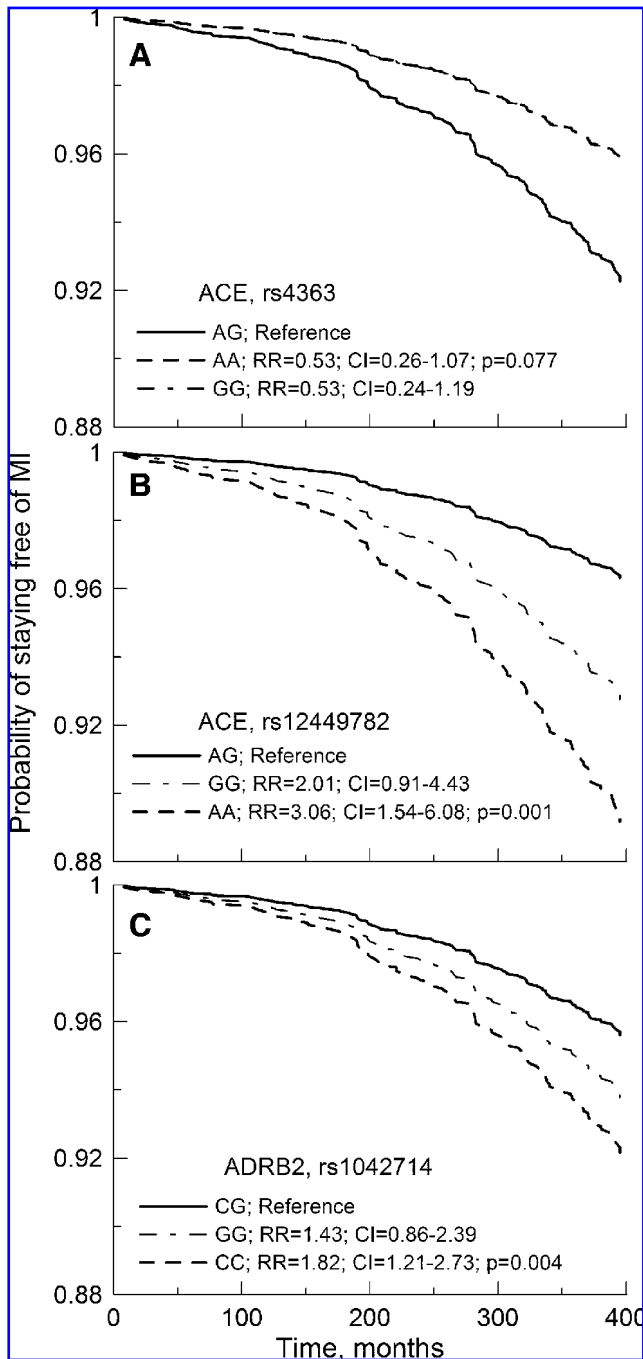 Probability of staying free of MI
1
A
0.96
0.92
ACE, rs4363
AG; Reference
AA; RR=0.53; CI=0.26-1.07; p=0.077
GG; RR=0.53; CI=0.24-1.19
0.88
1
B
0.96
0.92
ACE, rs12449782
AG; Reference
GG; RR=2.01; CI=0.91-4.43
AA; RR=3.06; CI=1.54-6.08; p=0.001
0.88
1
C
0.96
0.92
ADRB2, rs1042714
CG; Reference
GG; RR=1.43; CI=0.86-2.39
CC; RR=1.82; CI=1.21-2.73; p=0.004
0.88
0 100 200 300 400
Time, months